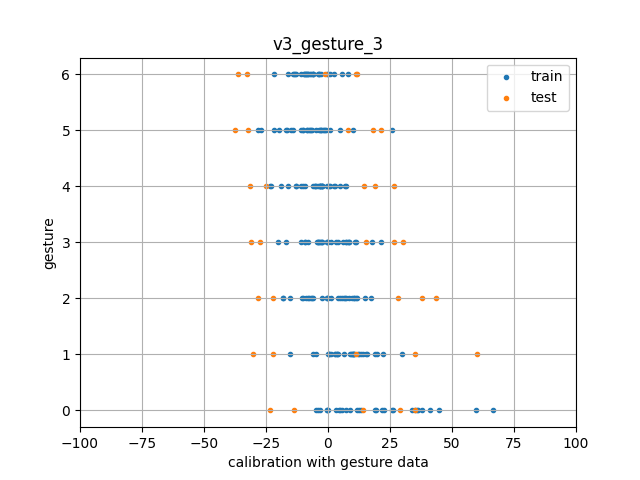 v3_gesture_3
train
test
6
5
4
3
2
1
0
gesture
−100 −75 −50 −25 0 25 50 75 100
calibration with gesture data